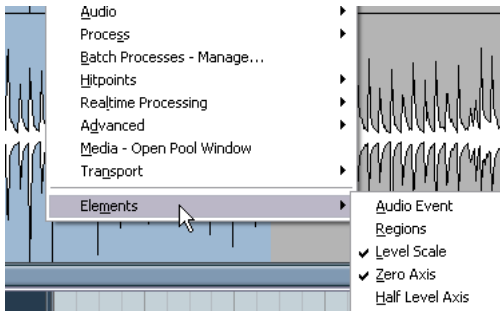 Audio
Process
Batch Processes - Manage...
Hitpoints
Realtime Processing
Advanced
Media - Open Pool Window
Transport
Elements
Audio Event
Regions
Level Scale
Zero Axis
Half Level Axis